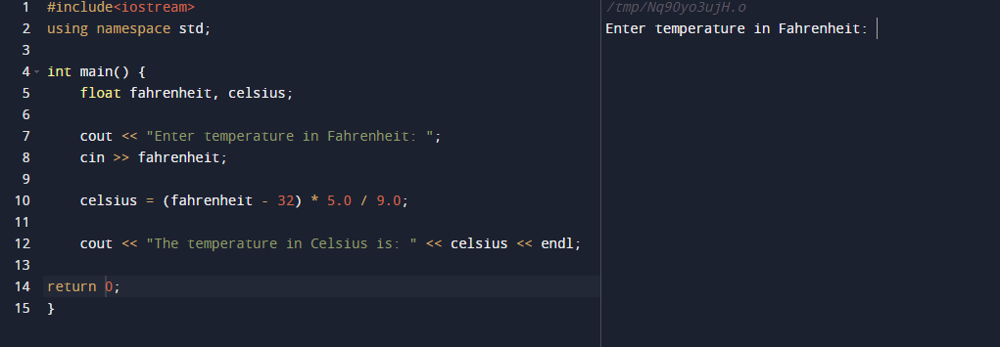 1 #include<iostream>
2 using namespace std;
3
4 int main() {
5     float fahrenheit, celsius;
6
7     cout << "Enter temperature in Fahrenheit: ";
8     cin >> fahrenheit;
9
10     celsius = (fahrenheit - 32) * 5.0 / 9.0;
11
12     cout << "The temperature in Celsius is: " << celsius << endl;
13
14 return 0;
15 }
/tmp/Nq9Oyo3ujH.o
Enter temperature in Fahrenheit: